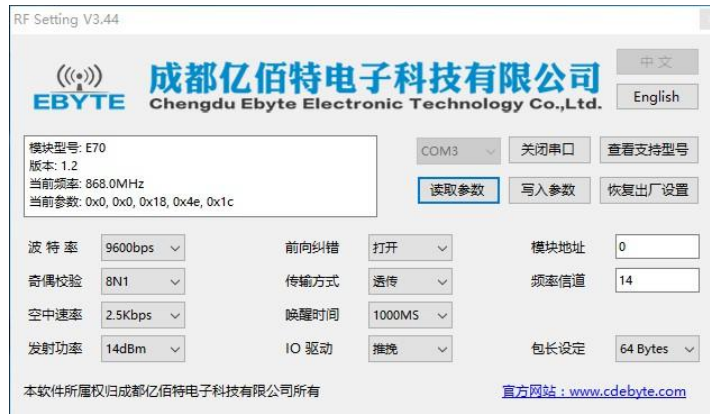 RF Setting V3.44
EBYTE
成都亿佰特电子科技有限公司
Chengdu Ebyte Electronic Technology Co.,Ltd.
中文
English
模块型号: E70
版本: 1.2
当前频率: 868.0MHz
当前参数: 0x0, 0x0, 0x18, 0x4e, 0x1c
COM3 关闭串口 查看支持型号
读取参数 写入参数 恢复出厂设置
波特率 9600bps 前向纠错 打开 模块地址 0
奇偶校验 8N1 传输方式 透传 频率信道 14
空中速率 2.5Kbps 唤醒时间 1000MS
发射功率 14dBm IO 驱动 推挽 包长设定 64 Bytes
本软件所属权归成都亿佰特电子科技有限公司所有 官方网站：www.cdebyte.com